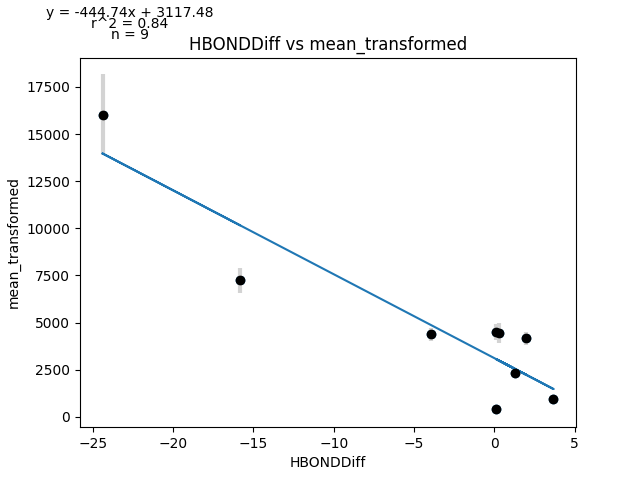 y = -444.74x + 3117.48
r^2 = 0.84
n = 9
HBONDDiff vs mean_transformed
mean_transformed
17500
15000
12500
10000
7500
5000
2500
0
−25
−20
−15
−10
−5
0
5
HBONDDiff